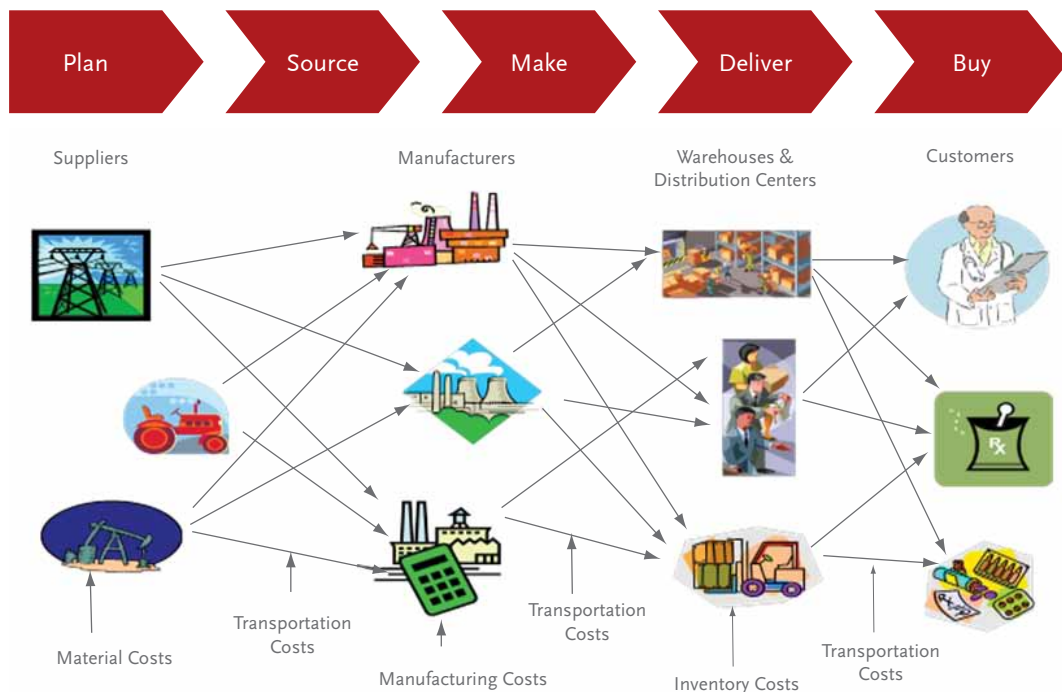 Plan
Source
Make
Deliver
Buy
Suppliers
Manufacturers
Warehouses &
Distribution Centers
Customers
Rx
Transportation
Costs
Material Costs
Manufacturing Costs
Transportation
Costs
Inventory Costs
Transportation
Costs